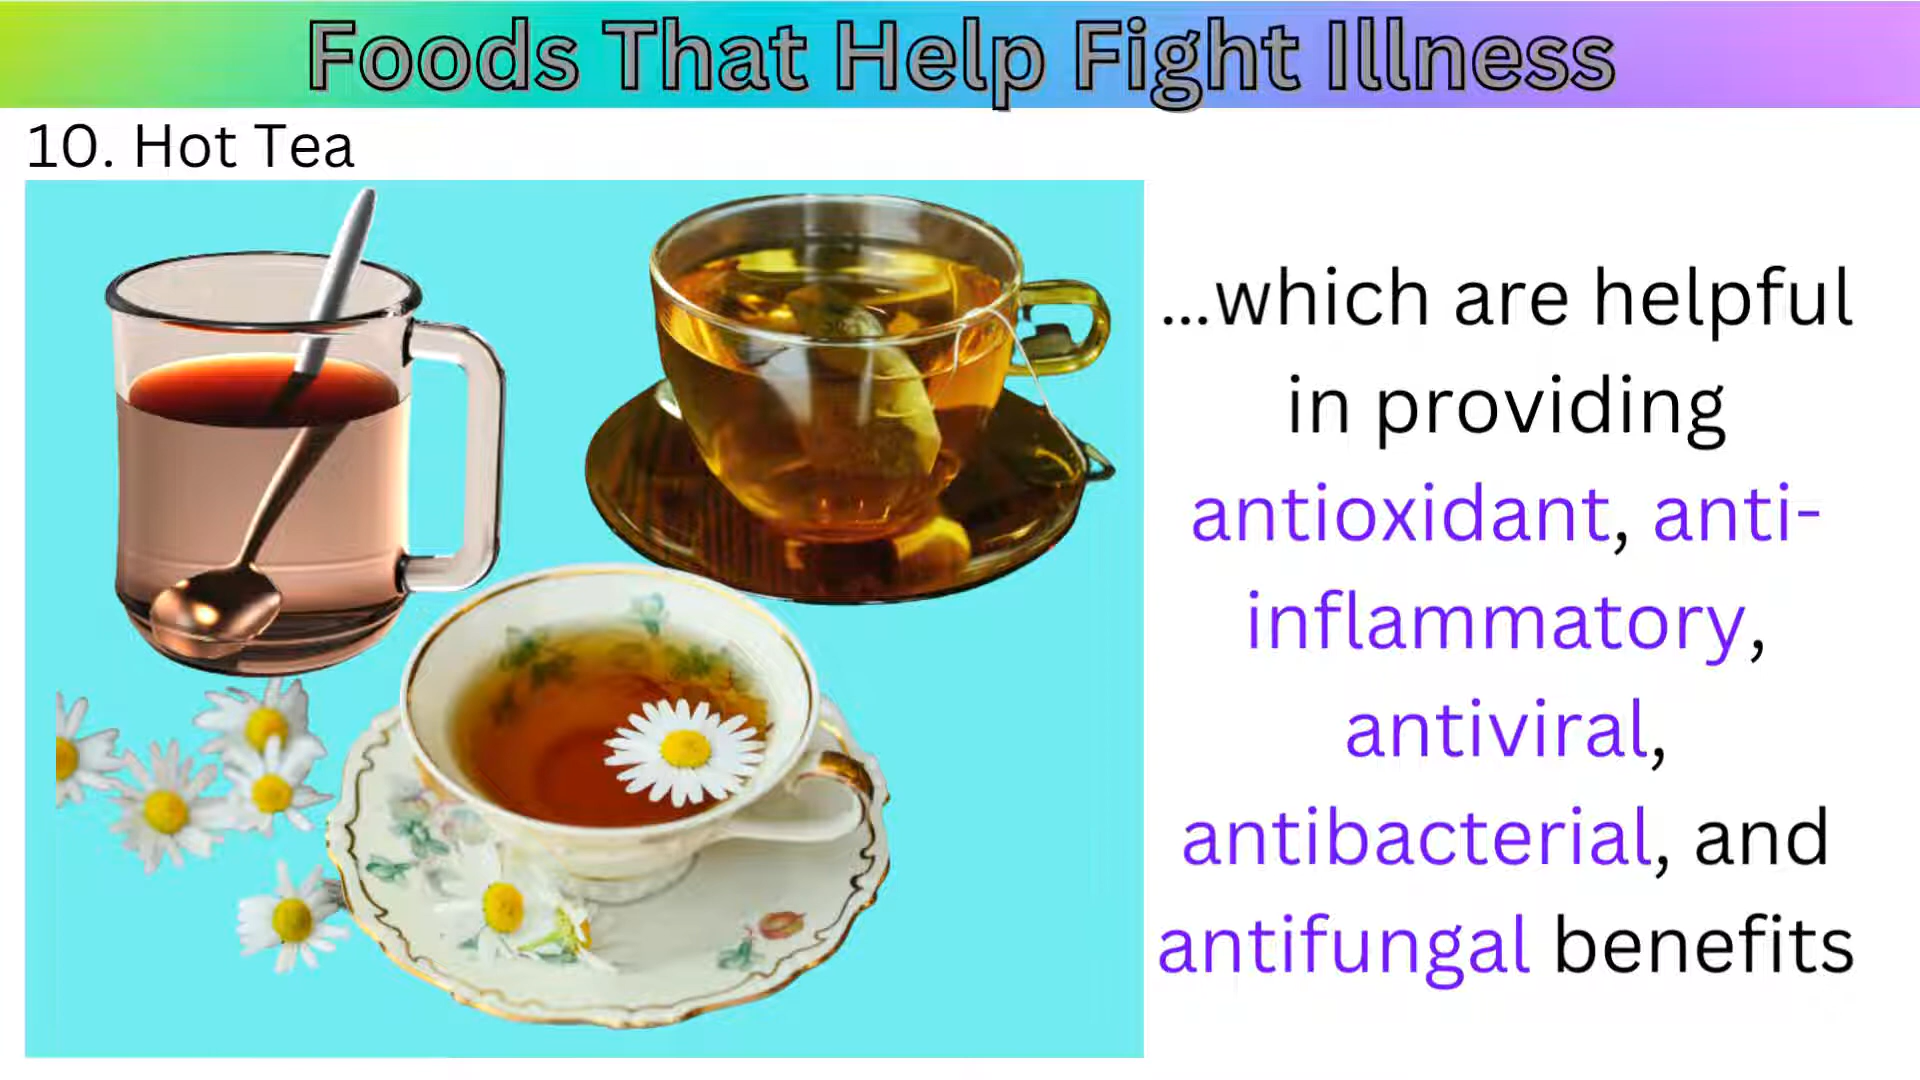 Foods That Help Fight Illness
10. Hot Tea
...which are helpful
in providing
antioxidant, anti-
inflammatory,
antiviral,
antibacterial, and
antifungal benefits